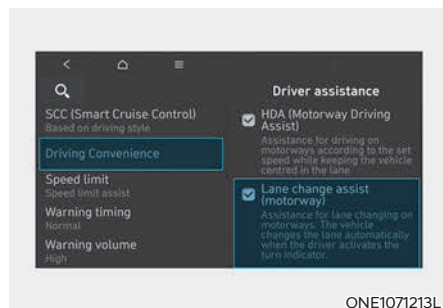 Driver assistance
SCC (Smart Cruise Control)
Based on driving style
Driving Convenience
Speed limit
Speed limit assist
Warning timing
Normal
Warning volume
High
HDA (Motorway Driving
Assist)
Assistance for driving on
motorways according to the set
speed while keeping the vehicle
centred in the lane
Lane change assist
(motorway)
Assistance for lane changing on
motorways. The vehicle
changes the lane automatically
when the driver activates the
turn indicator.
ONE1071213L